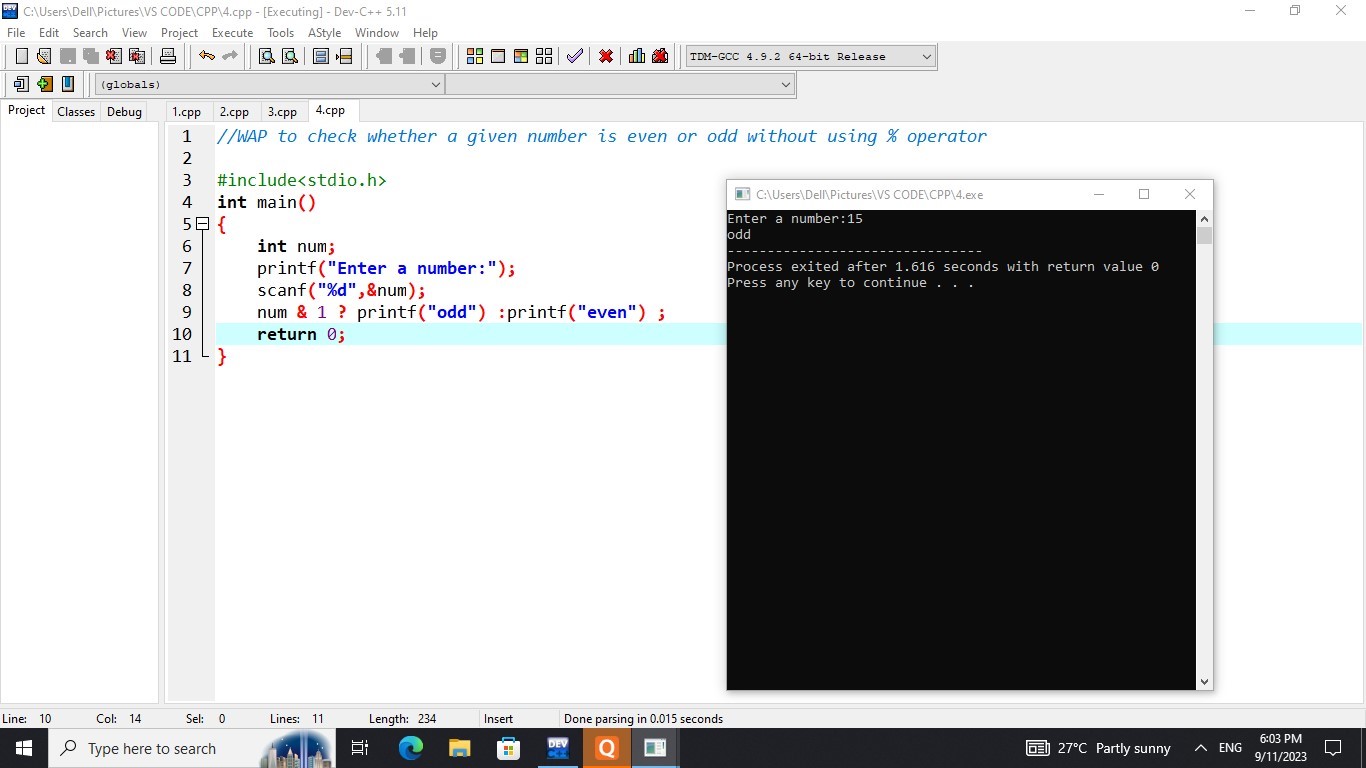 C:\Users\Dell\Pictures\VS CODE\CPP\4.cpp - [Executing] - Dev-C++ 5.11
File Edit Search View Project Execute Tools AStyle Window Help
TDM-GCC 4.9.2 64-bit Release
(globals)
Project Classes Debug 1.cpp 2.cpp 3.cpp 4.cpp
1 //WAP to check whether a given number is even or odd without using % operator
2
3 #include<stdio.h>
4 int main()
5 {
6 int num;
7 printf("Enter a number:");
8 scanf("%d",&num);
9 num & 1 ? printf("odd") :printf("even") ;
10 return 0;
11 }
C:\Users\Dell\Pictures\VS CODE\CPP\4.exe
Enter a number:15
odd
--------------------------------
Process exited after 1.616 seconds with return value 0
Press any key to continue . . .
Line: 10 Col: 14 Sel: 0 Lines: 11 Length: 234 Insert Done parsing in 0.015 seconds
Type here to search
DEV
Q
27°C Partly sunny
ENG
6:03 PM
9/11/2023